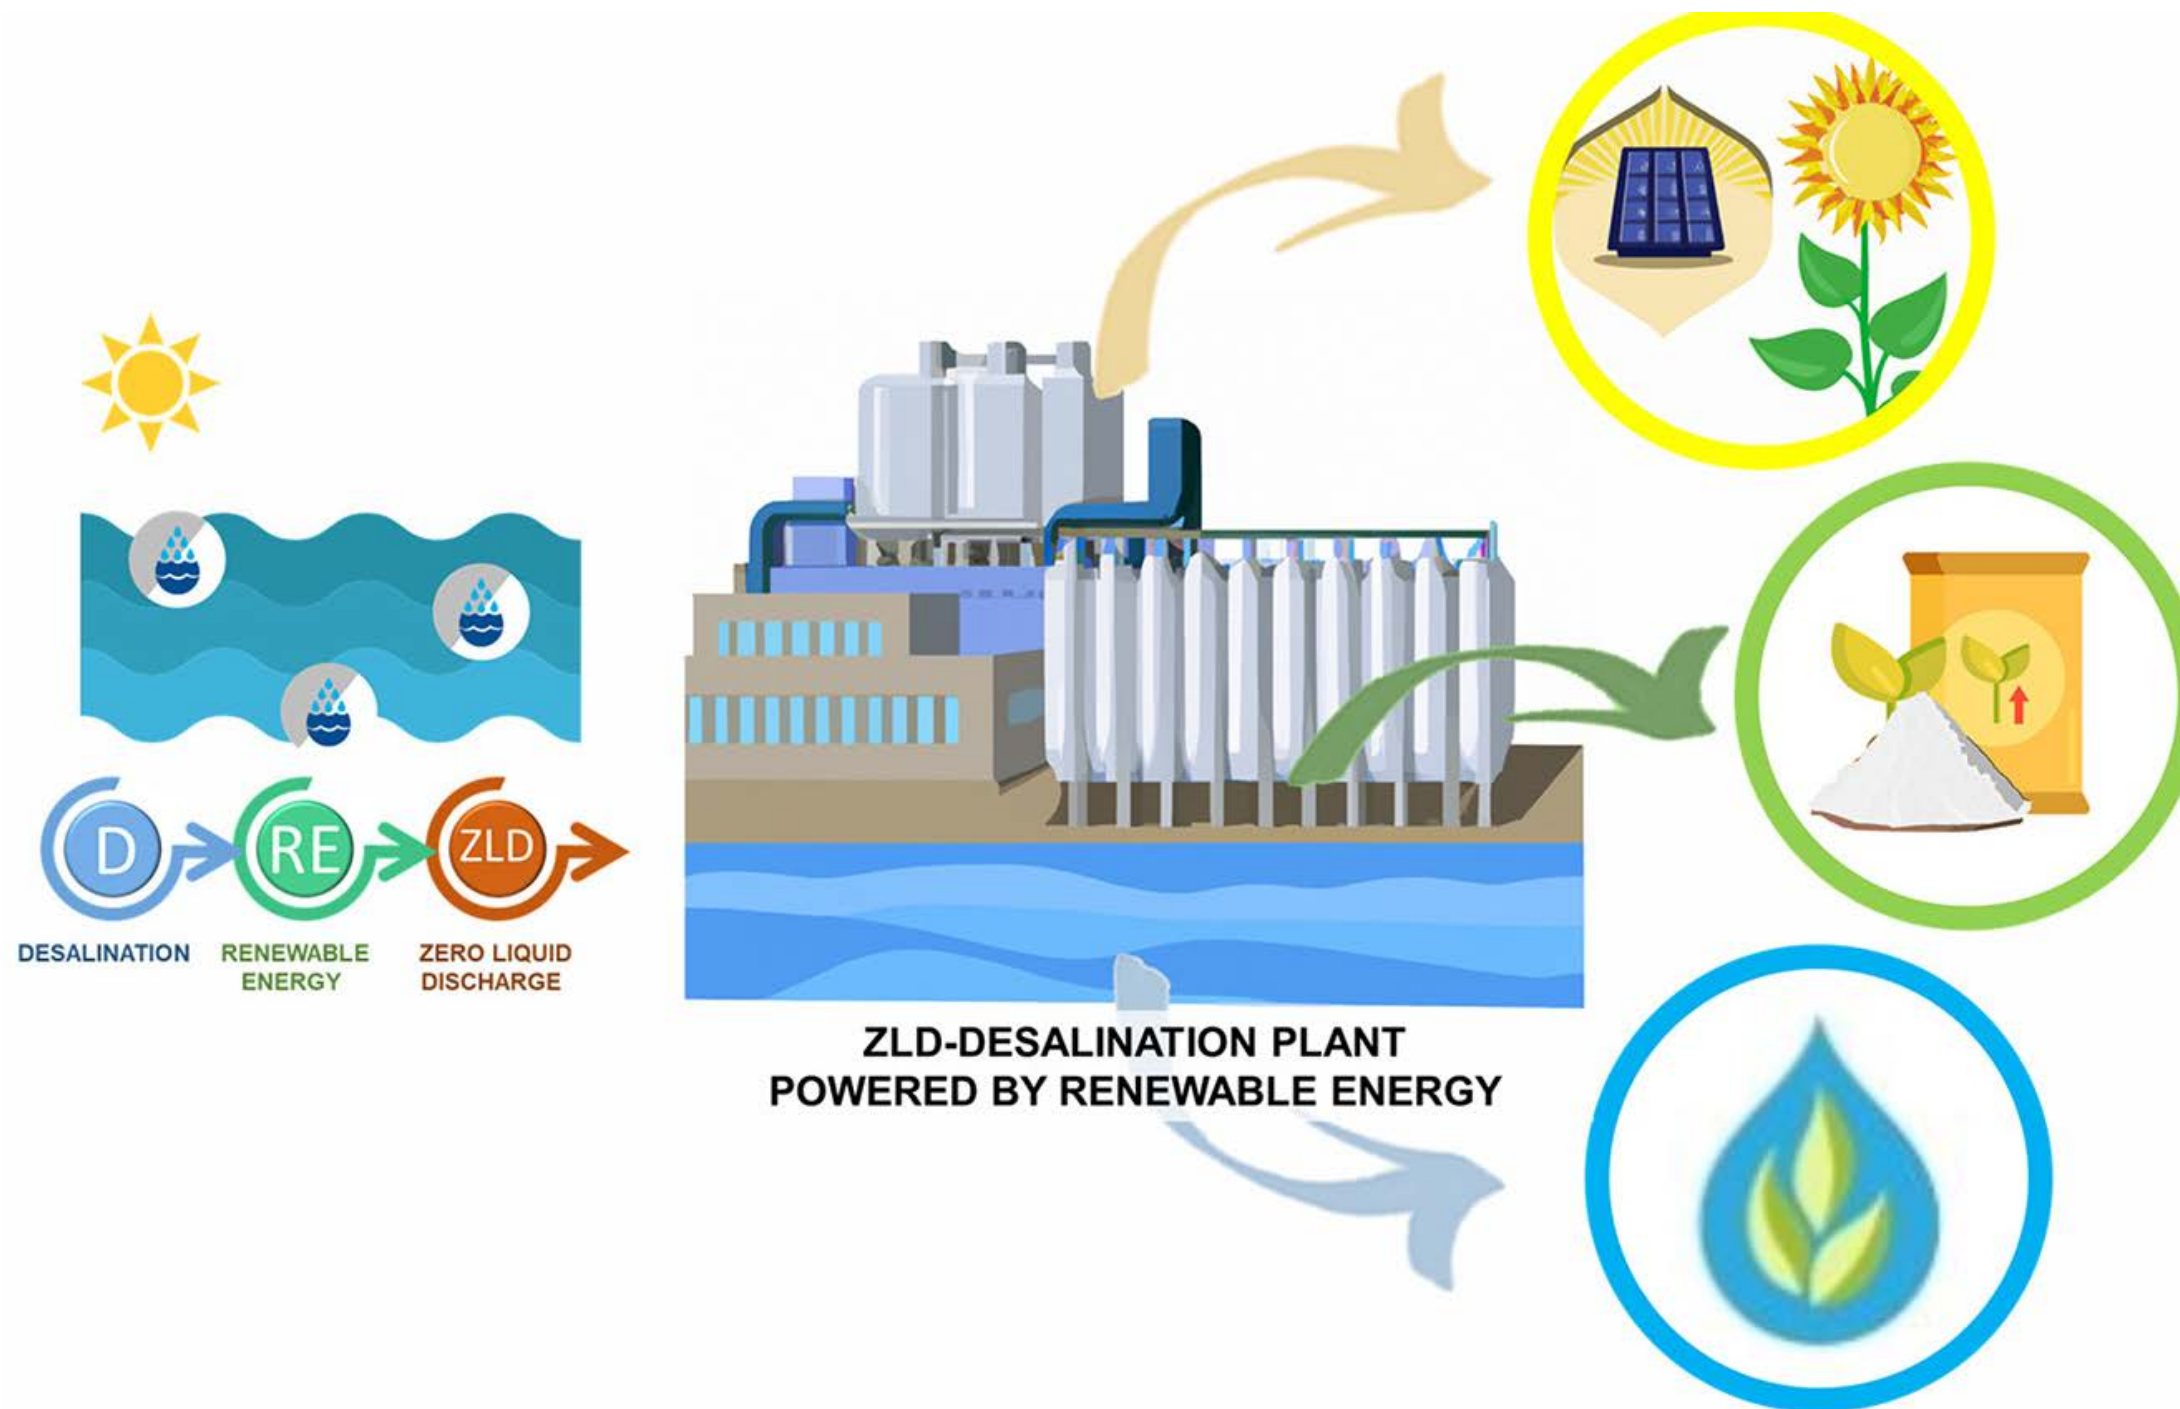 D
RE
ZLD
DESALINATION
RENEWABLE
ENERGY
ZERO LIQUID
DISCHARGE
ZLD-DESALINATION PLANT
POWERED BY RENEWABLE ENERGY